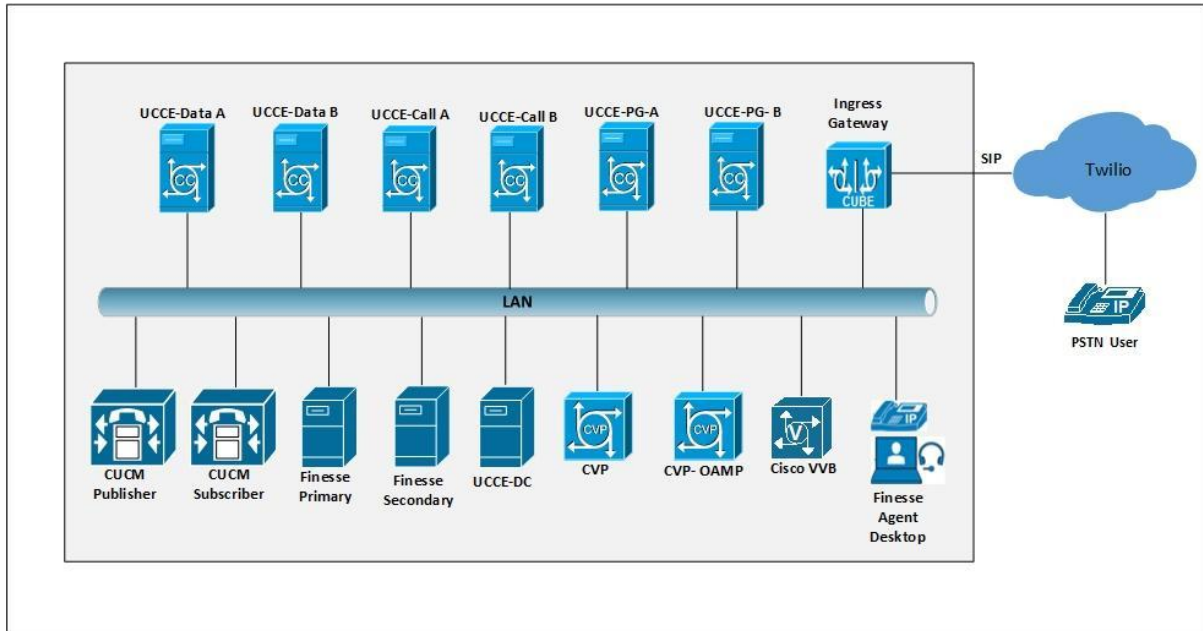 UCCE-Data A
UCCE-Data B
UCCE-Call A
UCCE-Call B
UCCE-PG-A
UCCE-PG- B
Ingress
Gateway
CC
CC
CC
CC
CC
CC
CUBE
SIP
Twilio
LAN
IP
PSTN User
CUCM
Publisher
CUCM
Subscriber
Finesse
Primary
Finesse
Secondary
UCCE-DC
CVP
CVP
CVP
CVP- OAMP
V
Cisco VVB
IP
Finesse
Agent
Desktop